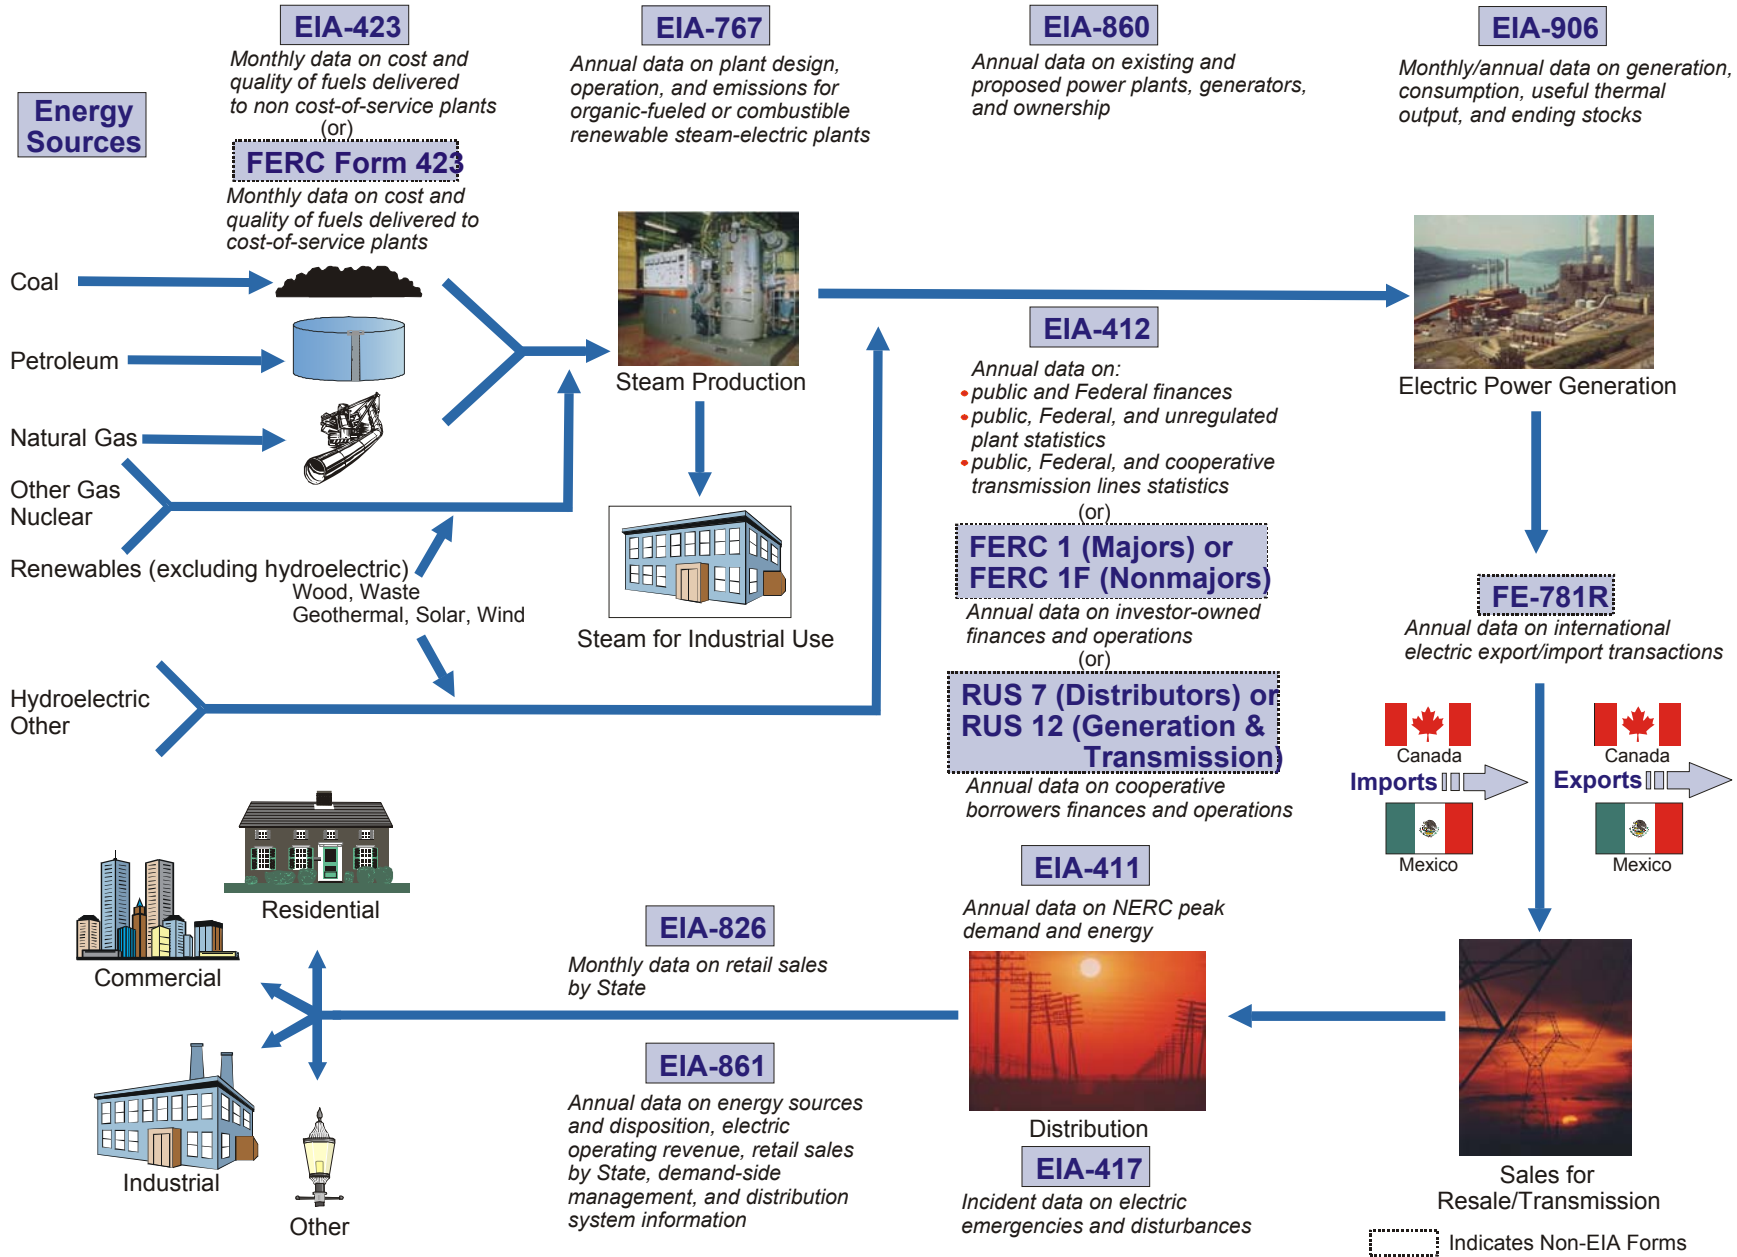 EIA-423
Monthly data on cost and
quality of fuels delivered
to non cost-of-service plants
(or)
FERC Form 423
Monthly data on cost and
quality of fuels delivered to
cost-of-service plants
EIA-767
Annual data on plant design,
operation, and emissions for
organic-fueled or combustible
renewable steam-electric plants
EIA-860
Annual data on existing and
proposed power plants, generators,
and ownership
EIA-906
Monthly/annual data on generation,
consumption, useful thermal
output, and ending stocks
Energy
Sources
Coal
Petroleum
Natural Gas
Other Gas
Nuclear
Renewables (excluding hydroelectric)
Wood, Waste
Geothermal, Solar, Wind
Hydroelectric
Other
Steam Production
Steam for Industrial Use
EIA-412
Annual data on:
•public and Federal finances
•public, Federal, and unregulated
plant statistics
•public, Federal, and cooperative
transmission lines statistics
(or)
FERC 1 (Majors) or
FERC 1F (Nonmajors)
Annual data on investor-owned
finances and operations
(or)
RUS 7 (Distributors) or
RUS 12 (Generation &
Transmission)
Annual data on cooperative
borrowers finances and operations
Electric Power Generation
FE-781R
Annual data on international
electric export/import transactions
Canada
Imports
Mexico
Canada
Exports
Mexico
Sales for
Resale/Transmission
EIA-411
Annual data on NERC peak
demand and energy
Distribution
EIA-417
Incident data on electric
emergencies and disturbances
EIA-826
Monthly data on retail sales
by State
EIA-861
Annual data on energy sources
and disposition, electric
operating revenue, retail sales
by State, demand-side
management, and distribution
system information
Residential
Commercial
Industrial
Other
Indicates Non-EIA Forms